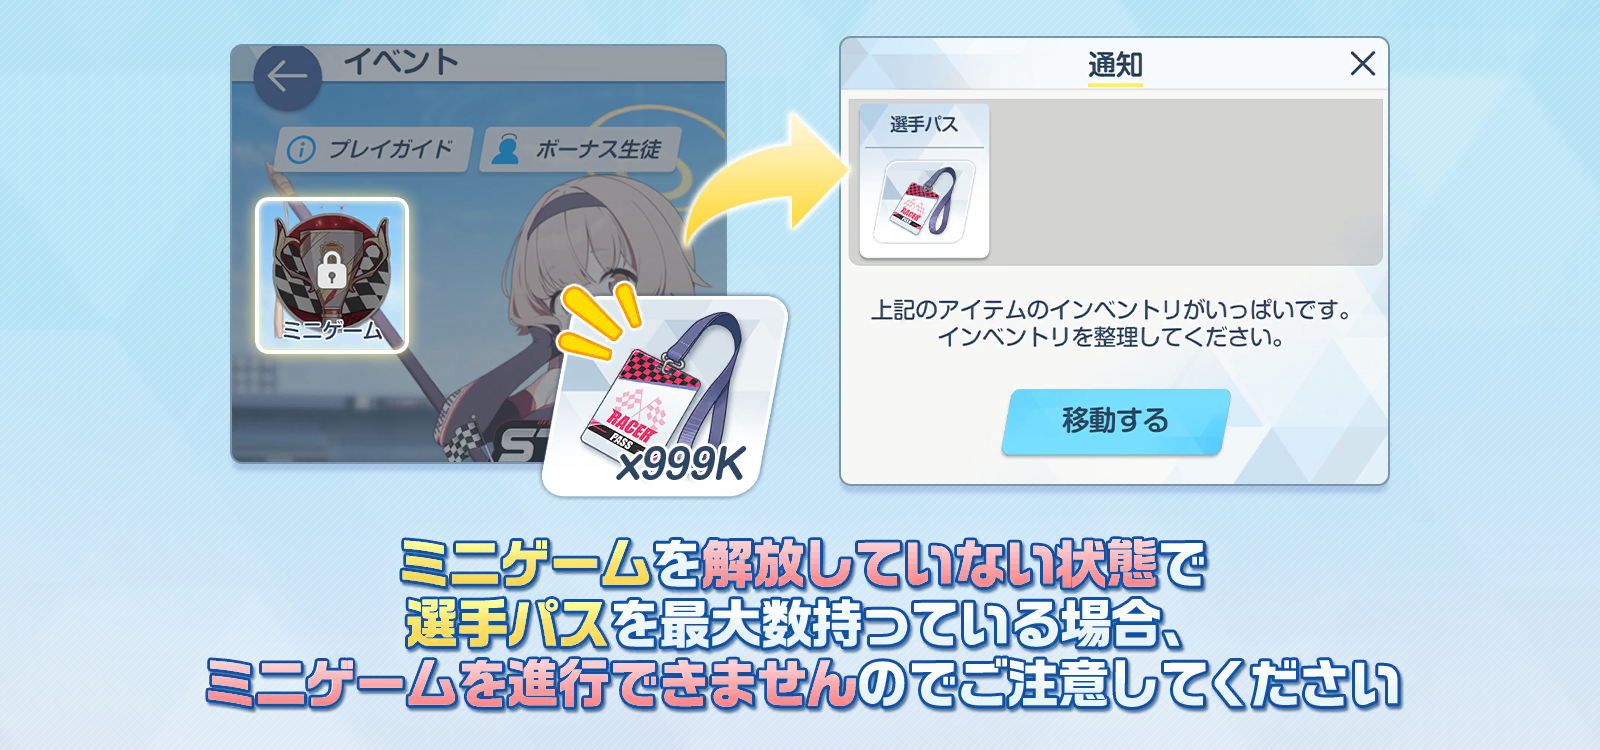 イベント
プレイガイド
ボーナス生徒
ミニゲーム
RACER
PASS
x999K
通知
選手パス
RACER
PASS
上記のアイテムのインベントリがいっぱいです。
インベントリを整理してください。
移動する
ミニゲームを解放していない状態で
選手パスを最大数持っている場合、
ミニゲームを進行できませんのでご注意してください